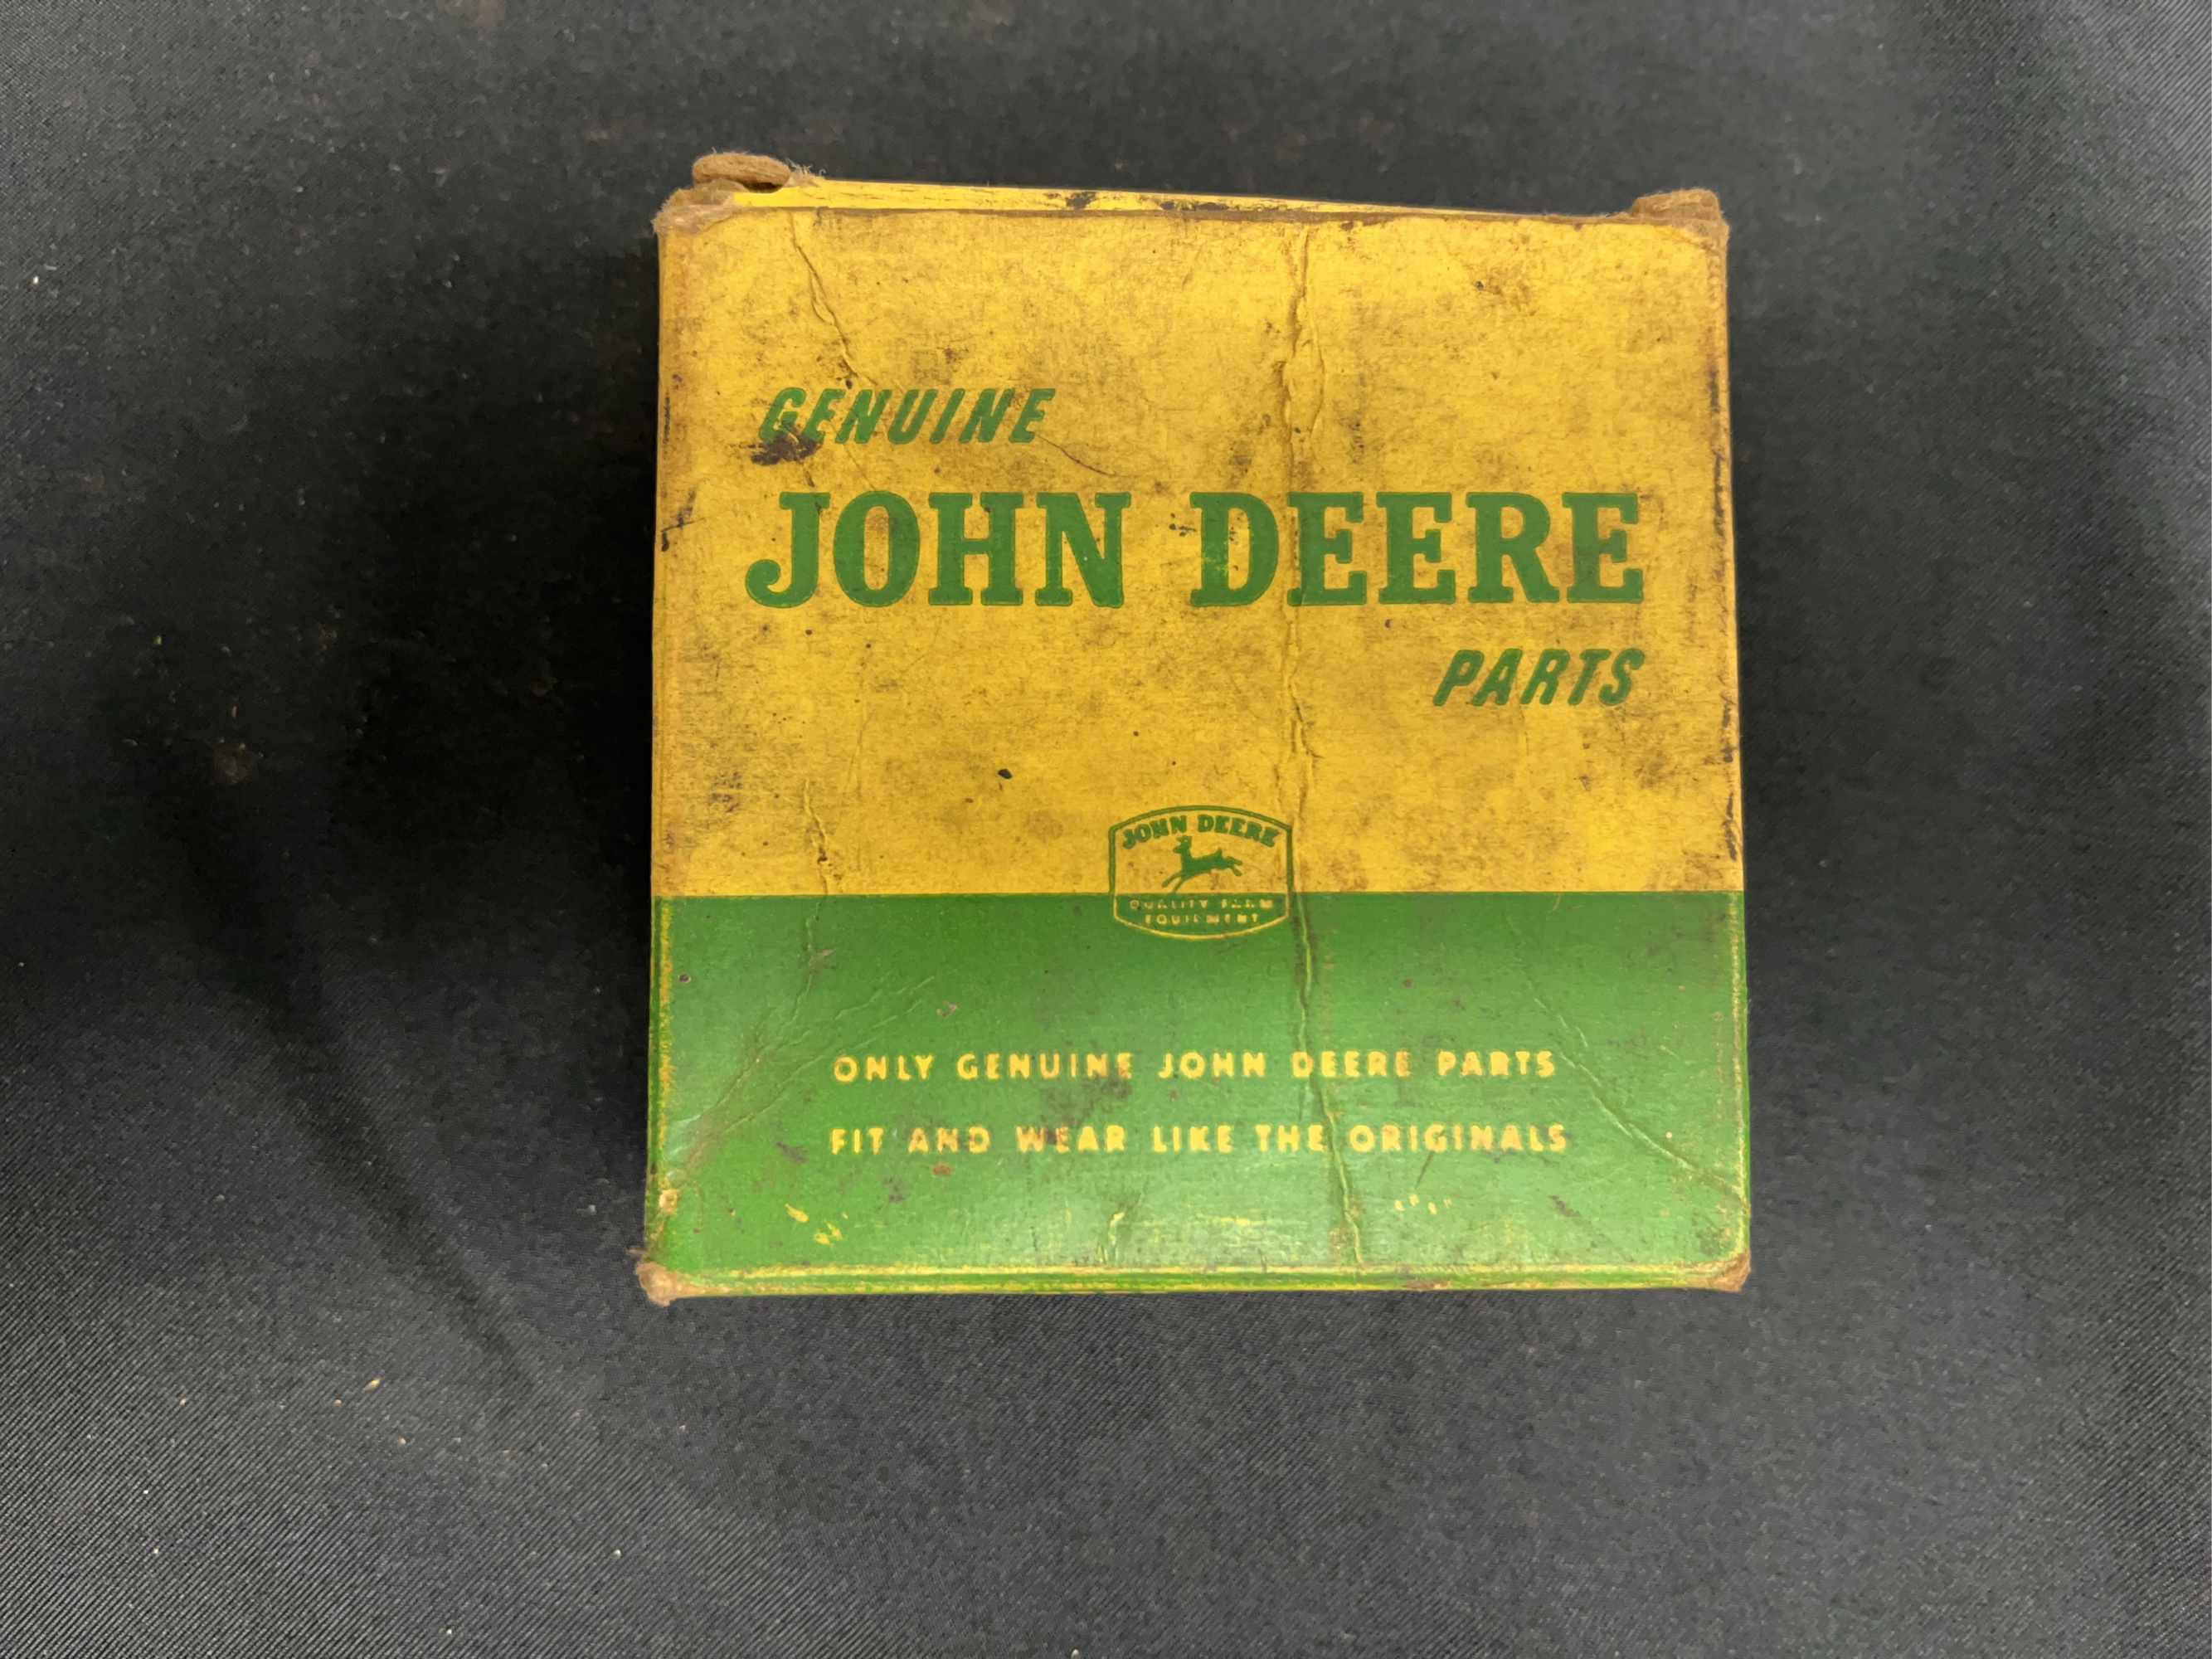 GENUINE
JOHN DEERE
PARTS
JOHN DEERE
QUALITY FARM
EQUIPMENT
ONLY GENUINE JOHN DEERE PARTS
FIT AND WEAR LIKE THE ORIGINALS